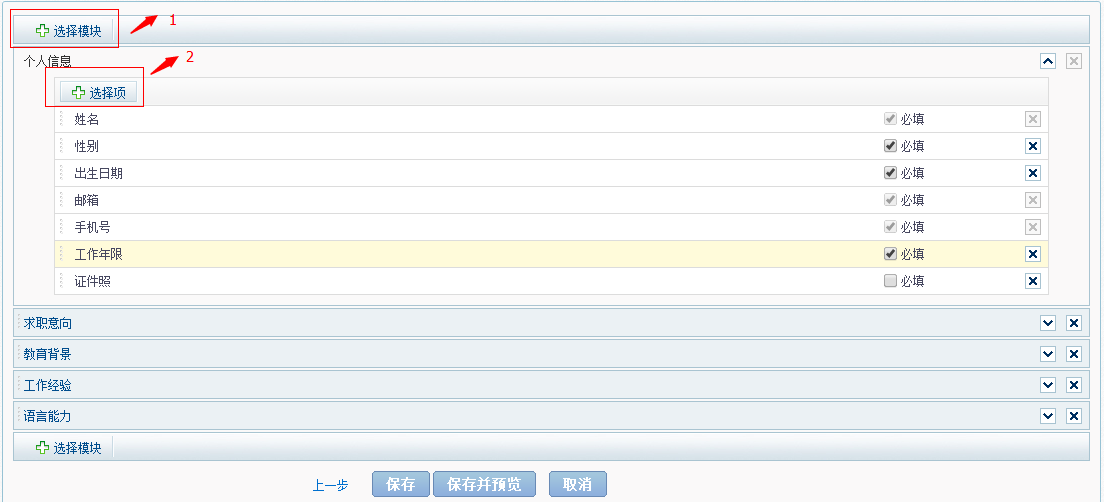 选择模块 1
个人信息
2
选择项
姓名 必填
性别 必填
出生日期 必填
邮箱 必填
手机号 必填
工作年限 必填
证件照 必填
求职意向
教育背景
工作经验
语言能力
选择模块
上一步 保存 保存并预览 取消